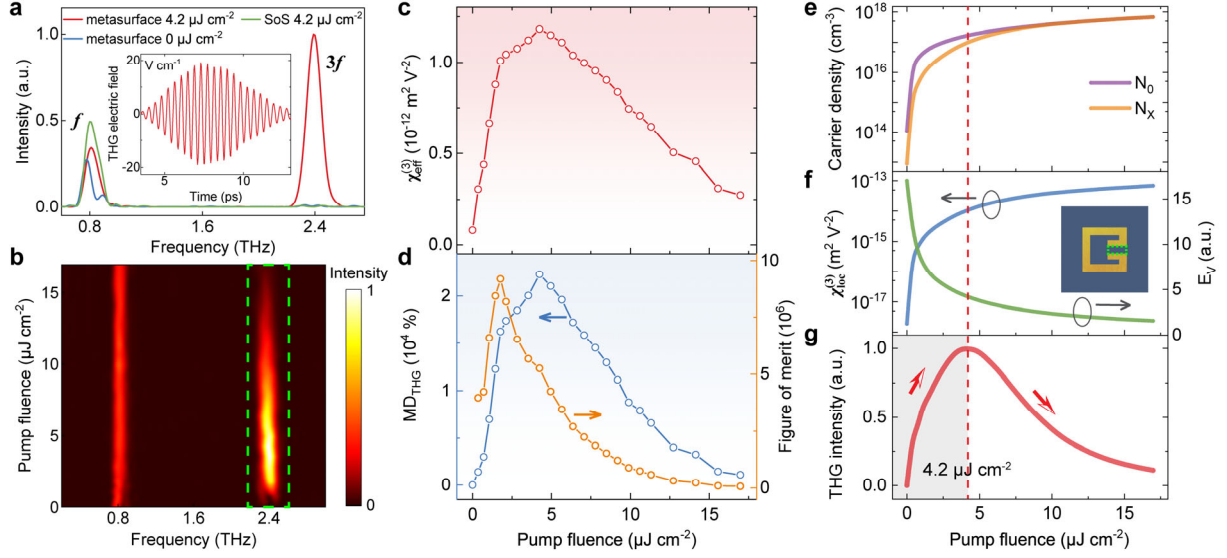 a
metasurface 4.2 μJ cm⁻²
SoS 4.2 μJ cm⁻²
metasurface 0 μJ cm⁻²
Intensity (a.u.)
1.0
0.5
0.0
f
3f
V cm⁻¹
THG electric field
20
0
-20
5
10
Time (ps)
0.8
1.6
2.4
Frequency (THz)
b
Pump fluence (μJ cm⁻²)
15
10
5
0
0.8
1.6
2.4
Frequency (THz)
Intensity
1
0
c
χ⁽³⁾eff (10⁻¹² m² V⁻²)
1.0
0.5
0.0
d
MD_THG (10⁴ %)
2
1
0
Figure of merit (10⁶)
10
5
0
0
5
10
15
Pump fluence (μJ cm⁻²)
e
Carrier density (cm⁻³)
10¹⁸
10¹⁶
10¹⁴
N₀
Nₓ
f
χ⁽³⁾loc (m² V⁻²)
10⁻¹³
10⁻¹⁵
10⁻¹⁷
E_V (a.u.)
15
10
5
0
g
THG intensity (a.u.)
1.0
0.5
0.0
4.2 μJ cm⁻²
0
5
10
15
Pump fluence (μJ cm⁻²)